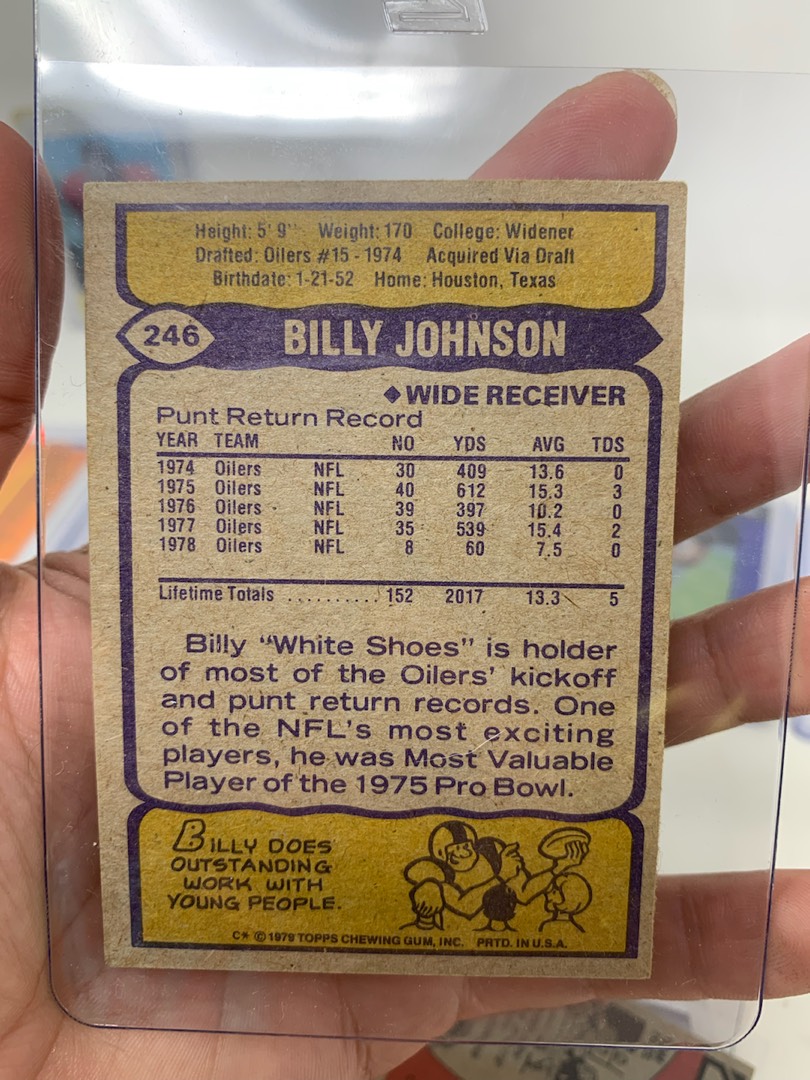 Height: 5' 9" Weight: 170 College: Widener
Drafted: Oilers #15 - 1974 Acquired Via Draft
Birthdate: 1-21-52 Home: Houston, Texas
246 BILLY JOHNSON
◆WIDE RECEIVER
Punt Return Record
YEAR TEAM NO YDS AVG TDS
1974 Oilers NFL 30 409 13.6 0
1975 Oilers NFL 40 612 15.3 3
1976 Oilers NFL 39 397 10.2 0
1977 Oilers NFL 35 539 15.4 2
1978 Oilers NFL 8 60 7.5 0
Lifetime Totals .......... 152 2017 13.3 5
Billy "White Shoes" is holder
of most of the Oilers' kickoff
and punt return records. One
of the NFL's most exciting
players, he was Most Valuable
Player of the 1975 Pro Bowl.
BILLY DOES
OUTSTANDING
WORK WITH
YOUNG PEOPLE.
C* © 1979 TOPPS CHEWING GUM, INC. PRTD. IN U.S.A.